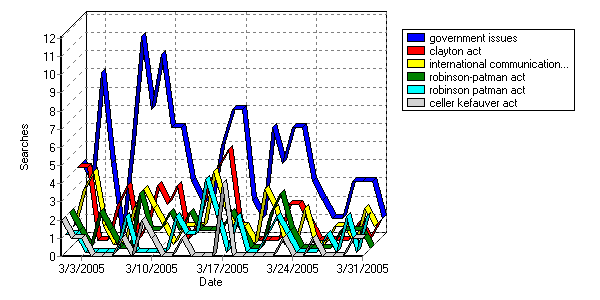 12
11
10
9
8
7
6
5
4
3
2
1
0
Searches
3/3/2005 3/10/2005 3/17/2005 3/24/2005 3/31/2005
Date
government issues
clayton act
international communication...
robinson-patman act
robinson patman act
celler kefauver act